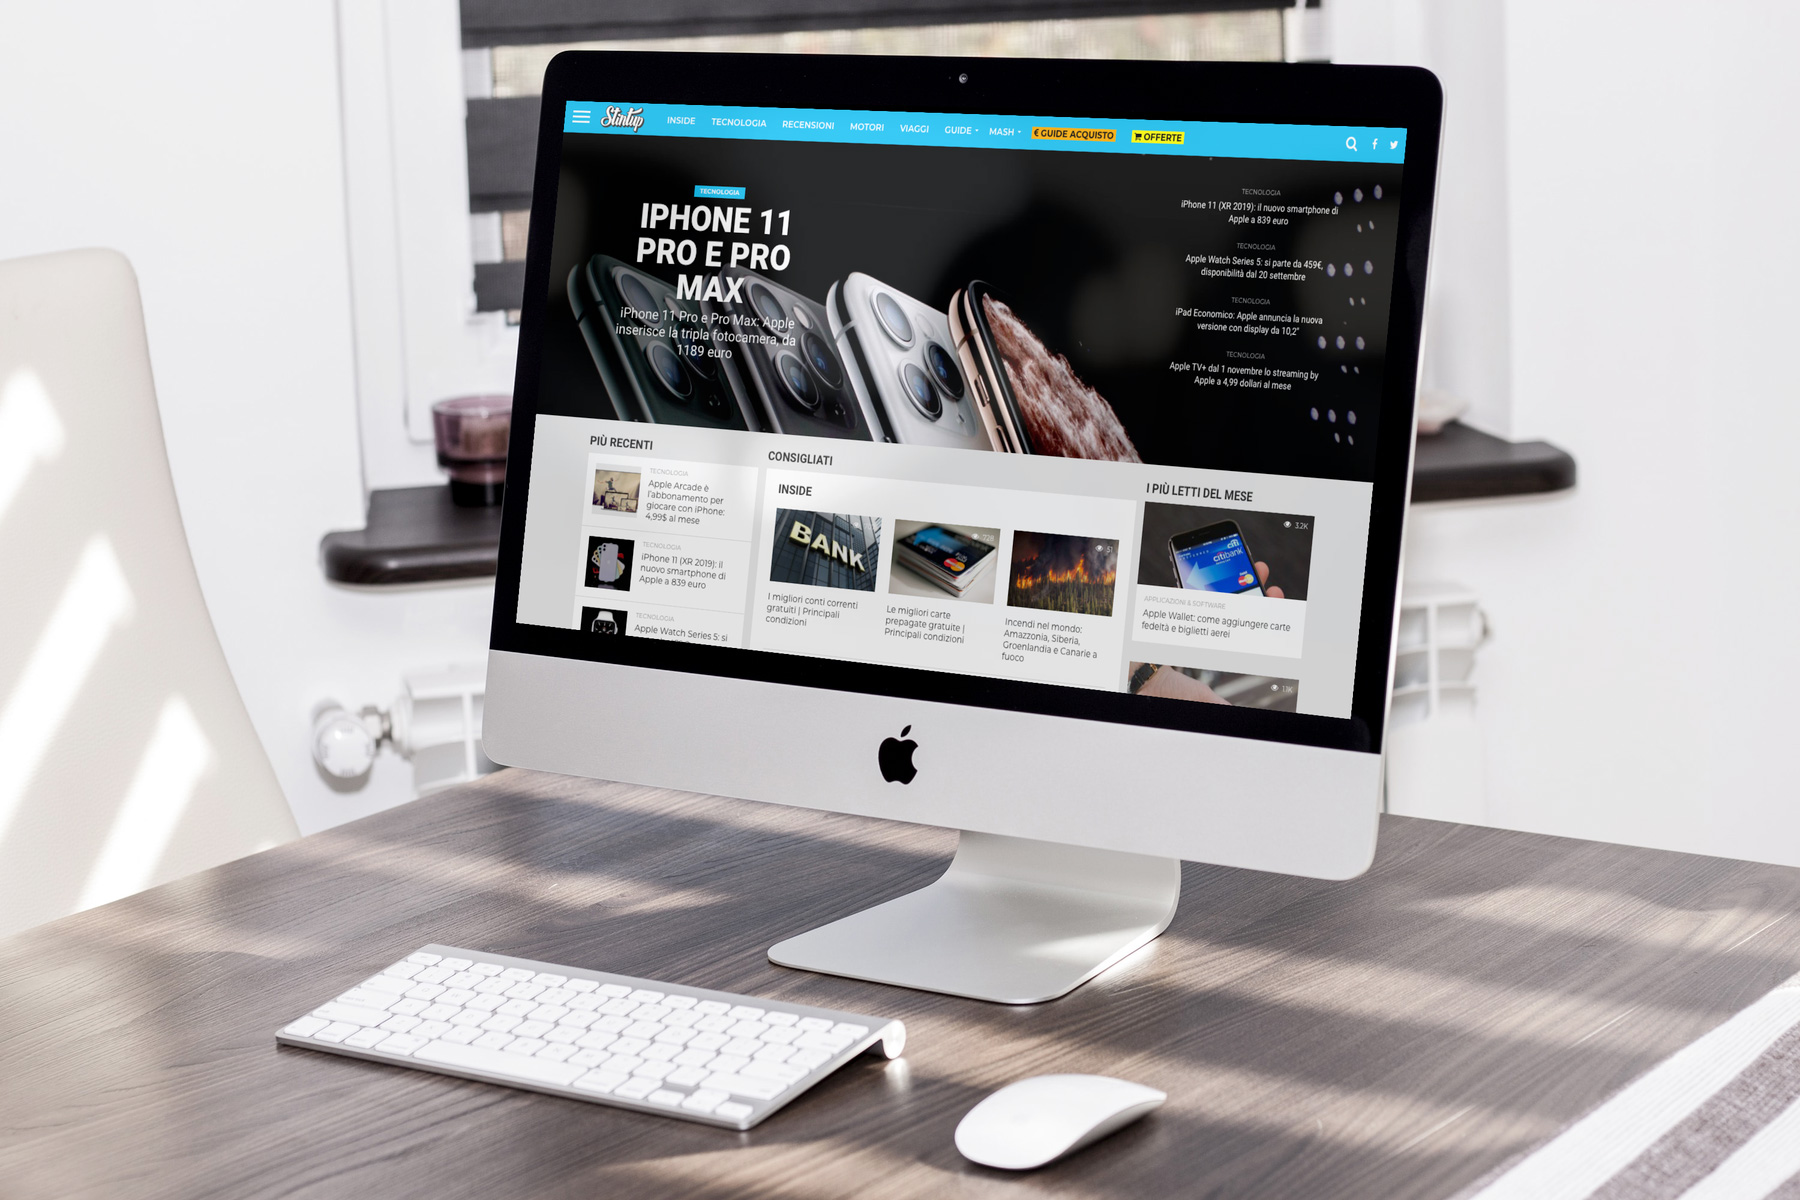 Stintup
INSIDE
TECNOLOGIA
RECENSIONI
MOTORI
VIAGGI
GUIDE
MASH
€ GUIDE ACQUISTO
OFFERTE
TECNOLOGIA
IPHONE 11
PRO E PRO
MAX
iPhone 11 Pro e Pro Max: Apple
inserisce la tripla fotocamera, da
1189 euro
TECNOLOGIA
iPhone 11 (XR 2019): il nuovo smartphone di
Apple a 839 euro
TECNOLOGIA
Apple Watch Series 5: si parte da 459€,
disponibilità dal 20 settembre
TECNOLOGIA
iPad Economico: Apple annuncia la nuova
versione con display da 10,2"
TECNOLOGIA
Apple TV+ dal 1 novembre lo streaming by
Apple a 4,99 dollari al mese
PIÙ RECENTI
TECNOLOGIA
Apple Arcade è
l'abbonamento per
giocare con iPhone:
4,99$ al mese
TECNOLOGIA
iPhone 11 (XR 2019): il
nuovo smartphone di
Apple a 839 euro
TECNOLOGIA
Apple Watch Series 5: si
CONSIGLIATI
INSIDE
BANK
I migliori conti correnti
gratuiti | Principali
condizioni
728
Le migliori carte
prepagate gratuite |
Principali condizioni
51
Incendi nel mondo:
Amazzonia, Siberia,
Groenlandia e Canarie a
fuoco
I PIÙ LETTI DEL MESE
3.2K
citi
citibank
APPLICAZIONI & SOFTWARE
Apple Wallet: come aggiungere carte
fedeltà e biglietti aerei
1.1K